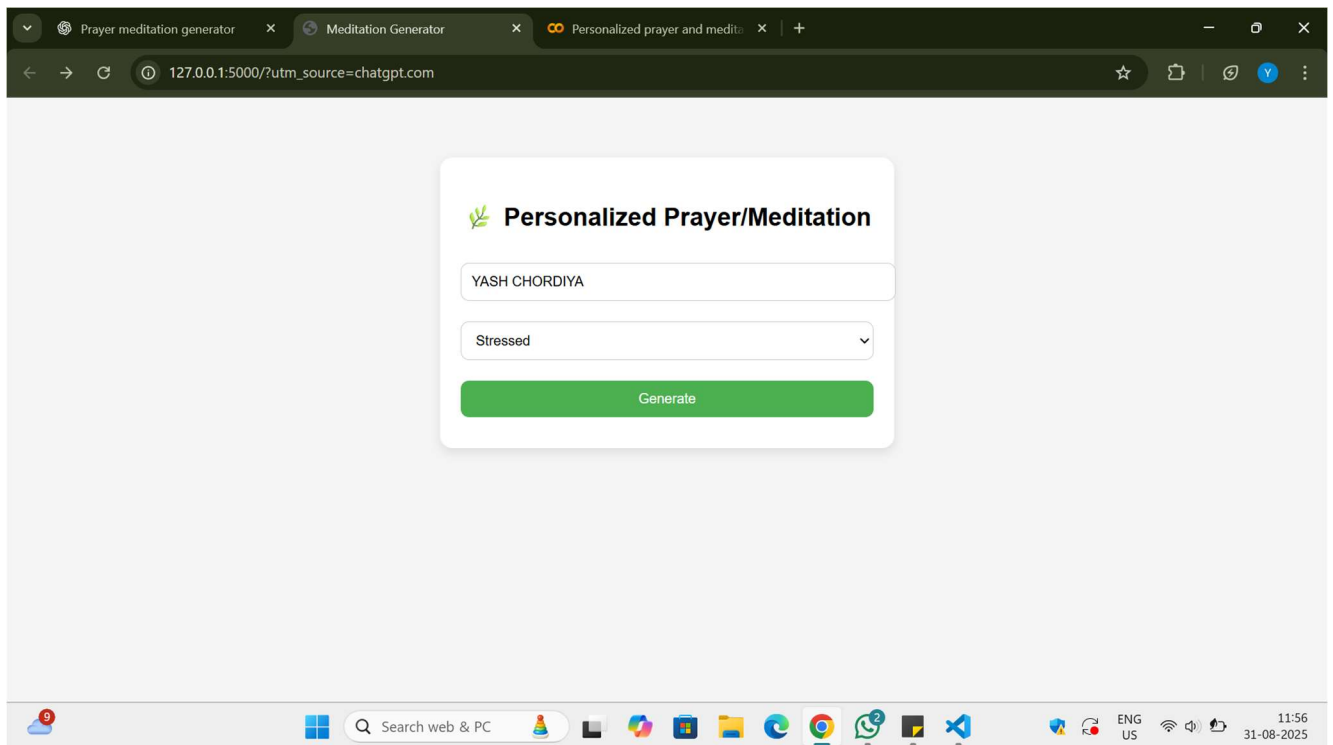 Prayer meditation generator
Meditation Generator
Personalized prayer and medita
127.0.0.1:5000/?utm_source=chatgpt.com
Y
Personalized Prayer/Meditation
YASH CHORDIYA
Stressed
Generate
9
Search web & PC
2
ENG
US
11:56
31-08-2025